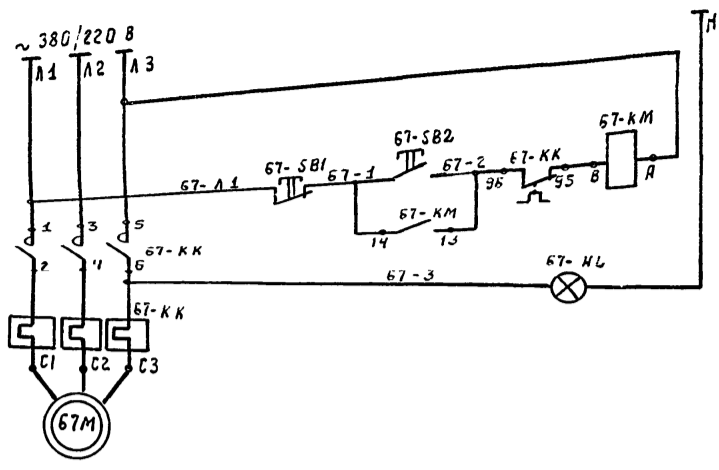 ~ 380/220 В
Л1 Л2 Л3 Н
67-КМ
67-SB2
67-SB1 67-1 67-2 67-КК
67-Л1 96 95 В А
67-КМ
14 13
1 3 5
67-КК
2 4 6
67-3 67-HL
67-КК
С1 С2 С3
67М